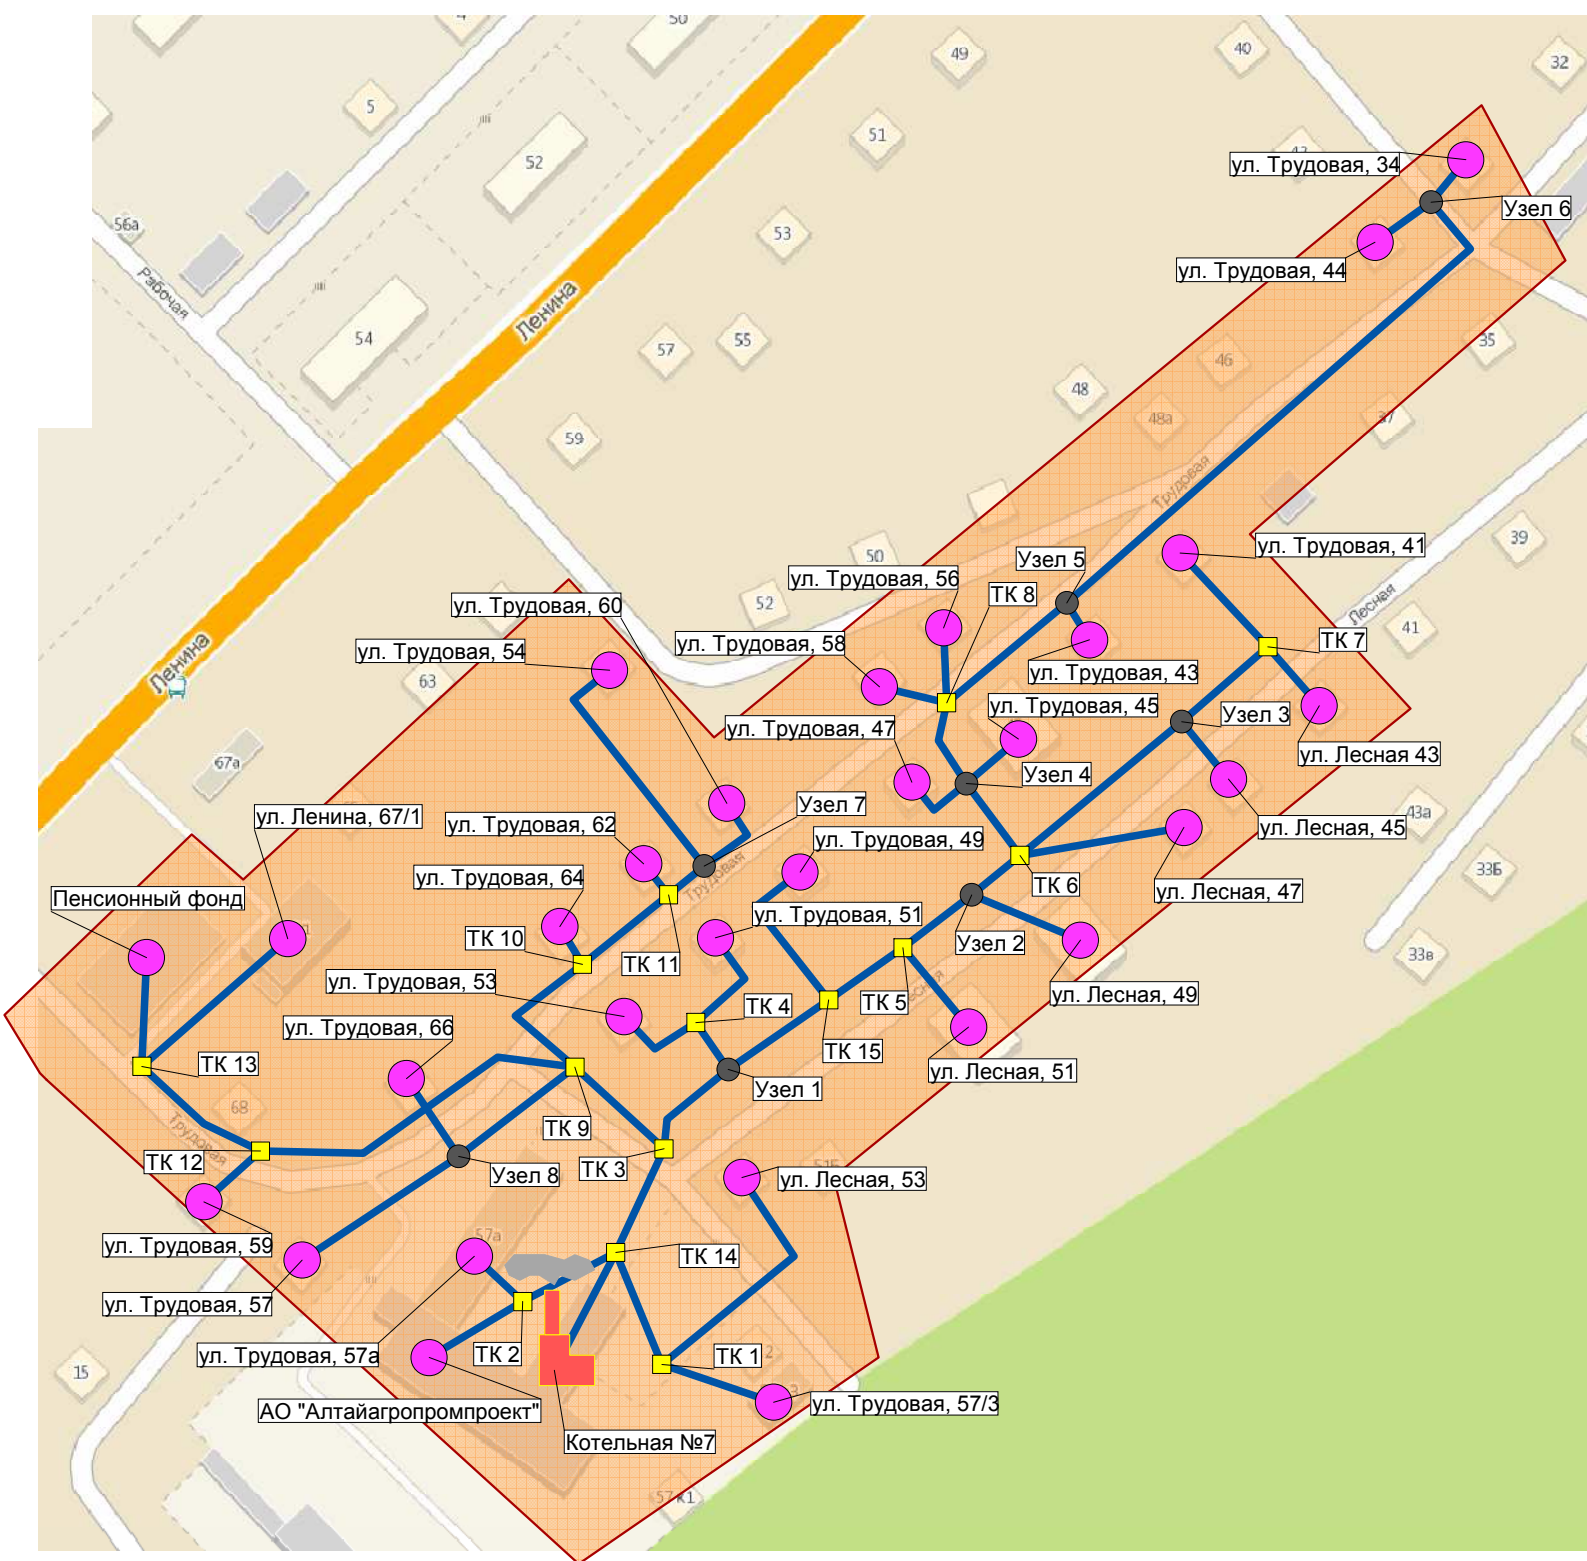 4
50
49
40
32
5
51
52
ул. Трудовая, 34
Узел 6
56а
53
ул. Трудовая, 44
Рабочая
Ленина
54
57
55
35
46
48
48а
37
59
Трудовая
39
50
ул. Трудовая, 41
Узел 5
ул. Трудовая, 56
ТК 8
52
ул. Трудовая, 60
Лесная
41
ТК 7
ул. Трудовая, 58
ул. Трудовая, 54
Ленина
63
ул. Трудовая, 43
ул. Трудовая, 45
Узел 3
ул. Трудовая, 47
ул. Лесная 43
67а
Узел 4
Узел 7
43а
ул. Ленина, 67/1
ул. Трудовая, 62
ул. Лесная, 45
ул. Трудовая, 49
Трудовая
33Б
ул. Трудовая, 64
ТК 6
ул. Лесная, 47
Пенсионный фонд
ул. Трудовая, 51
ТК 10
Узел 2
33в
ТК 11
ул. Трудовая, 53
ТК 5
ул. Лесная, 49
ТК 4
ул. Трудовая, 66
ТК 15
ТК 13
ул. Лесная, 51
Узел 1
68
Трудовая
ТК 9
ТК 12
Узел 8
ТК 3
ул. Лесная, 53
57а
ул. Трудовая, 59
ТК 14
ул. Трудовая, 57
ул. Трудовая, 57а
ТК 2
ТК 1
15
АО "Алтайагропромпроект"
ул. Трудовая, 57/3
Котельная №7
57к1